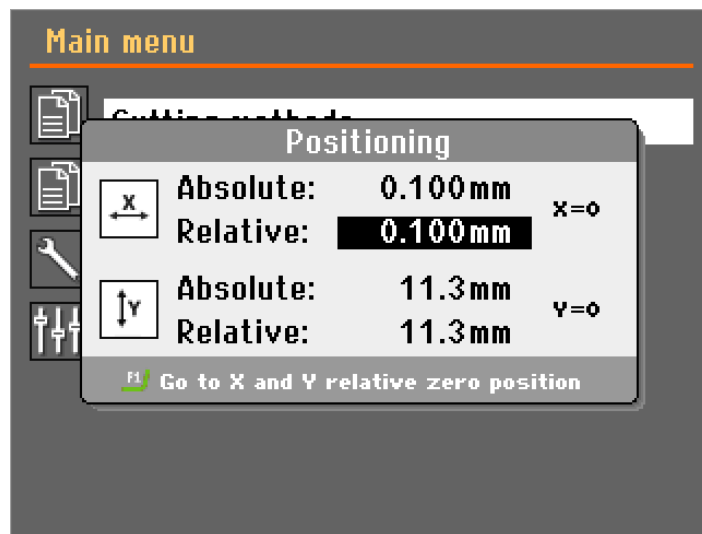 Main menu
Positioning
X
Absolute: 0.100mm
Relative: 0.100mm
X=0
Y
Absolute: 11.3mm
Relative: 11.3mm
Y=0
F1 Go to X and Y relative zero position